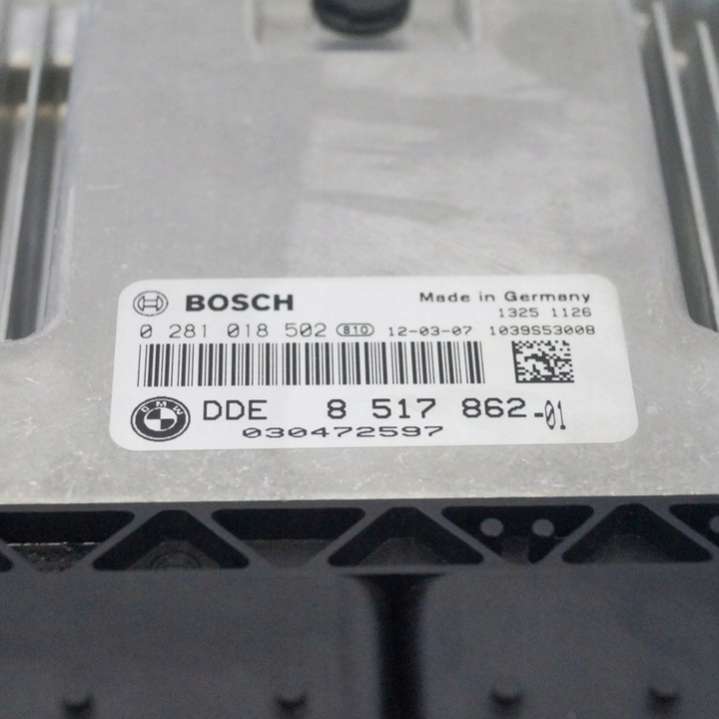 BOSCH Made in Germany
1325 1126
0 281 018 502 810 12-03-07 1039S53008
BMW DDE 8 517 862-01
030472597